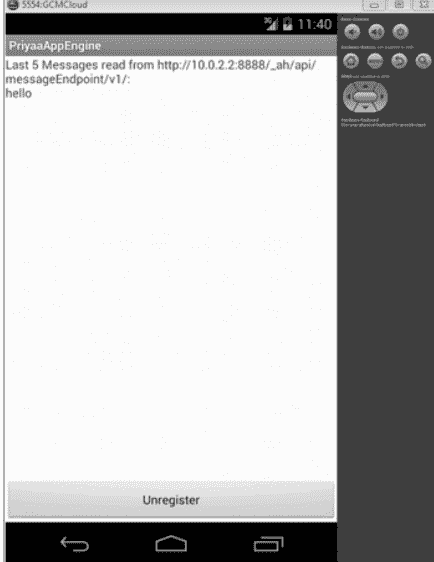 5554:GCMCloud
3G 11:40
PriyaaAppEngine
Last 5 Messages read from http://10.0.2.2:8888/_ah/api/
messageEndpoint/v1/:
hello
Unregister